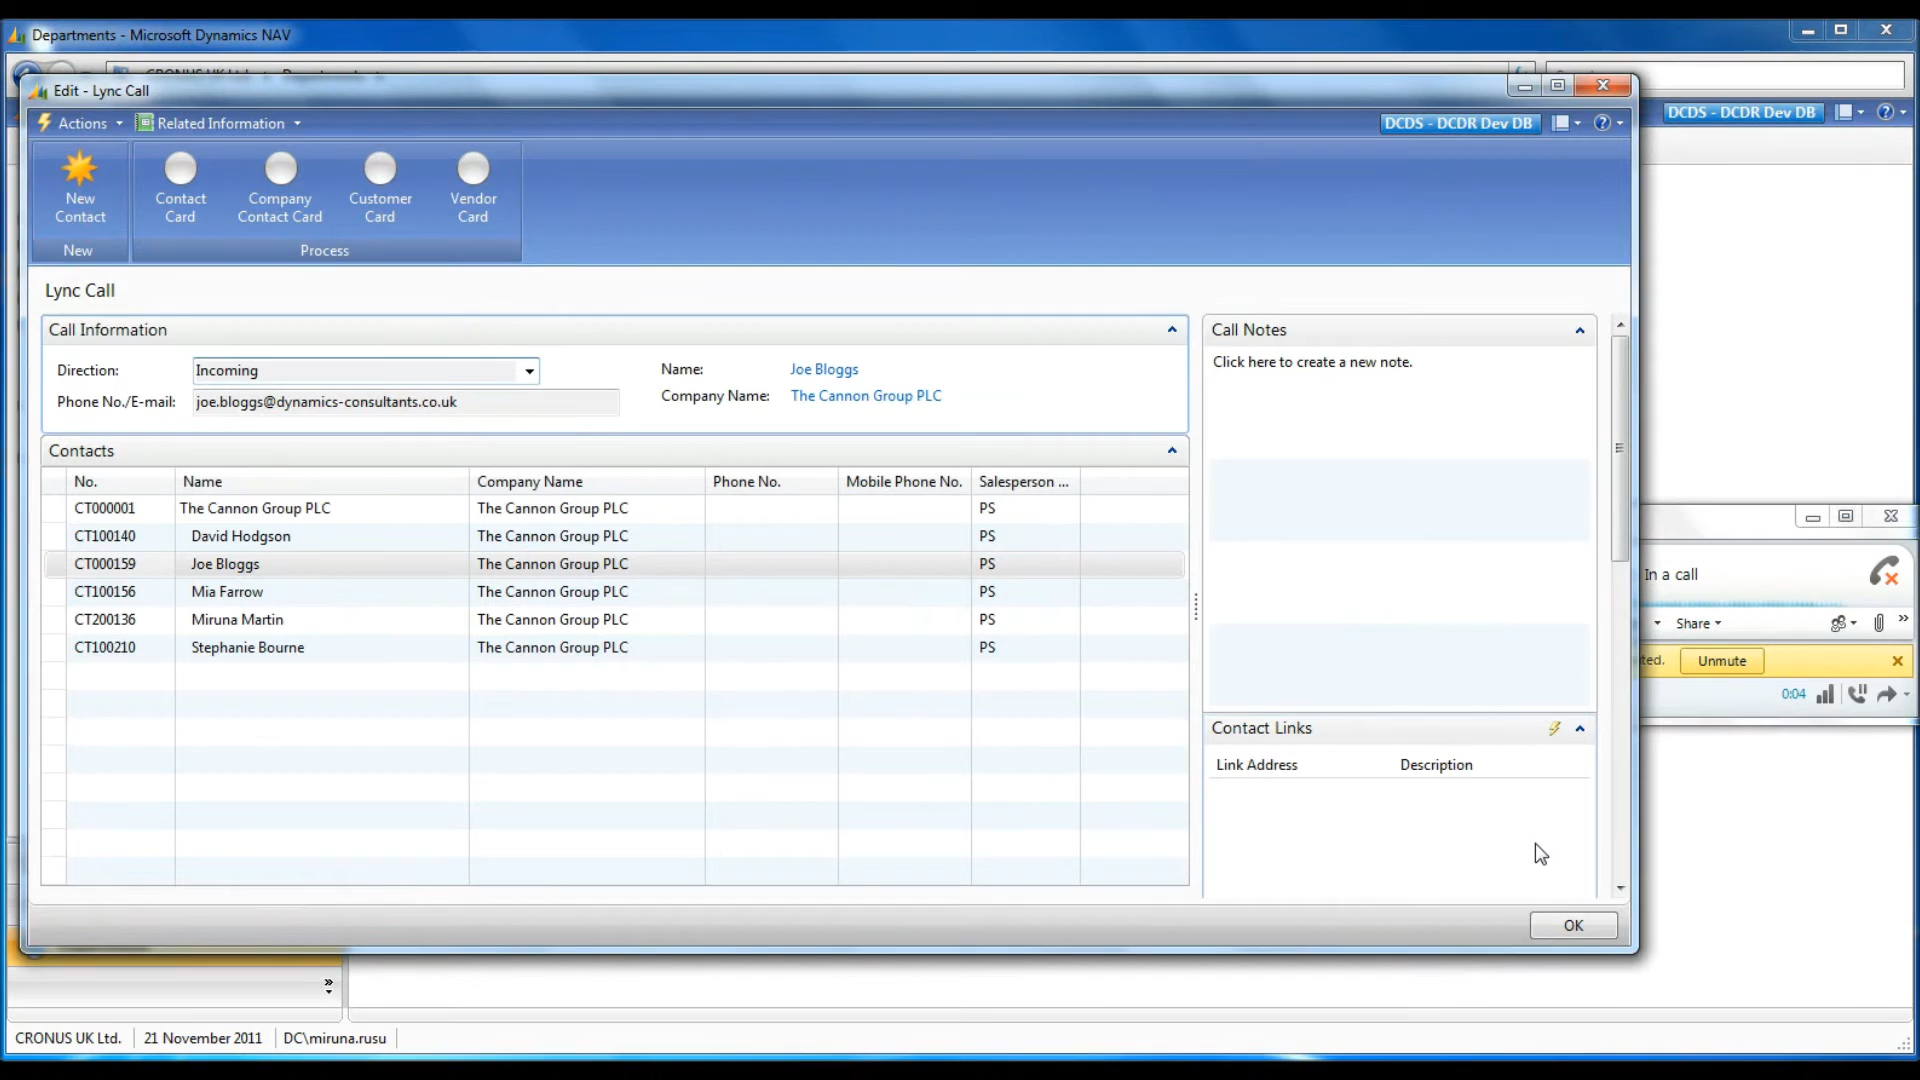 Departments - Microsoft Dynamics NAV
Edit - Lync Call
Actions
Related Information
DCDS - DCDR Dev DB
DCDS - DCDR Dev DB
New Contact
Contact Card
Company Contact Card
Customer Card
Vendor Card
New
Process
Lync Call
Call Information
Direction: Incoming
Name: Joe Bloggs
Phone No./E-mail: joe.bloggs@dynamics-consultants.co.uk
Company Name: The Cannon Group PLC
Call Notes
Click here to create a new note.
Contacts
No. Name Company Name Phone No. Mobile Phone No. Salesperson ...
CT000001 The Cannon Group PLC The Cannon Group PLC PS
CT100140 David Hodgson The Cannon Group PLC PS
CT000159 Joe Bloggs The Cannon Group PLC PS
CT100156 Mia Farrow The Cannon Group PLC PS
CT200136 Miruna Martin The Cannon Group PLC PS
CT100210 Stephanie Bourne The Cannon Group PLC PS
In a call
Share
ted. Unmute
0:04
Contact Links
Link Address Description
OK
CRONUS UK Ltd. 21 November 2011 DC\miruna.rusu